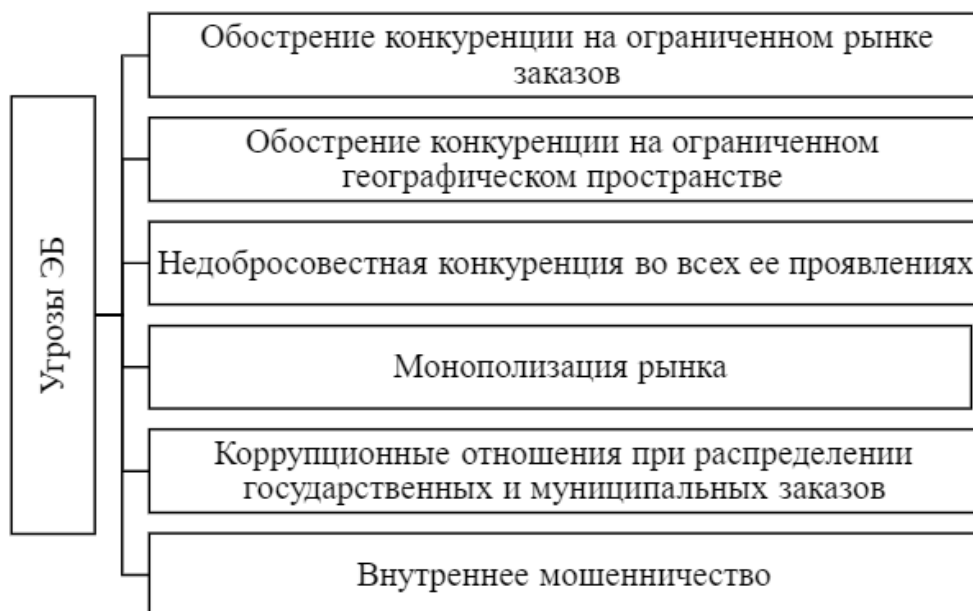 Угрозы ЭБ
Обострение конкуренции на ограниченном рынке
заказов
Обострение конкуренции на ограниченном
географическом пространстве
Недобросовестная конкуренция во всех ее проявлениях
Монополизация рынка
Коррупционные отношения при распределении
государственных и муниципальных заказов
Внутреннее мошенничество